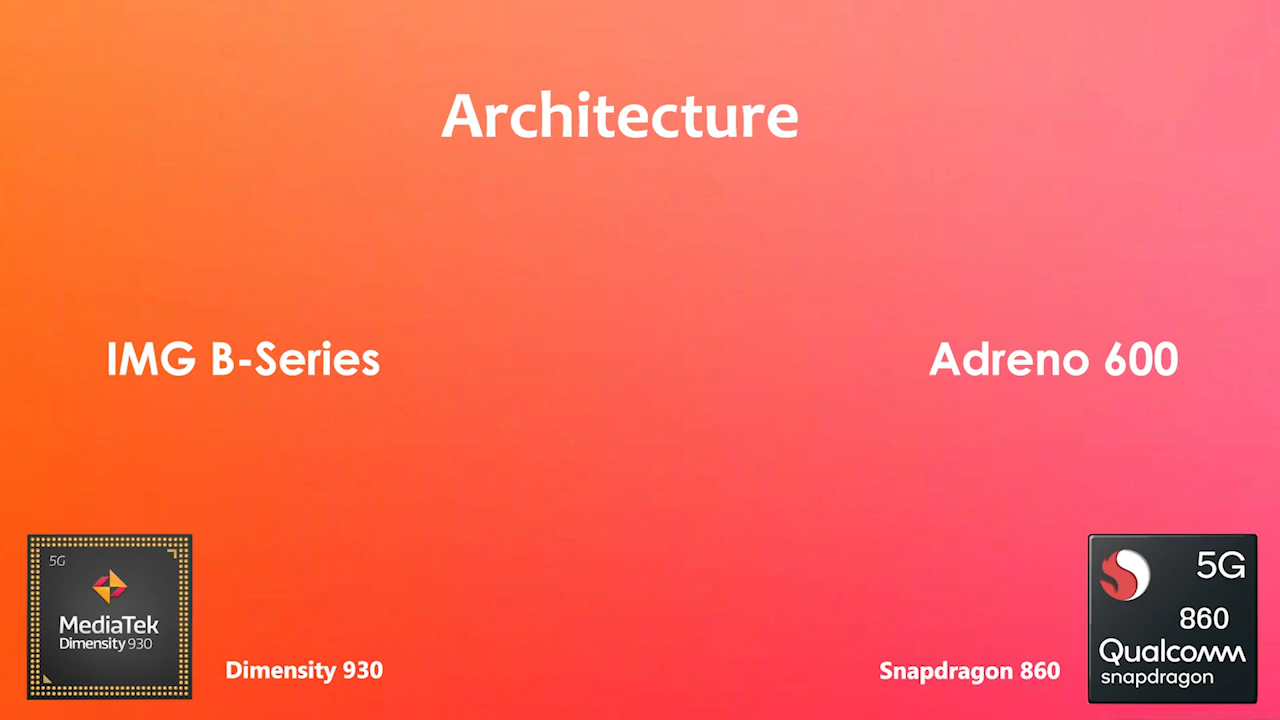 Architecture
IMG B-Series
Adreno 600
5G
MediaTek
Dimensity 930
Dimensity 930
Snapdragon 860
5G
860
Qualcomm
snapdragon